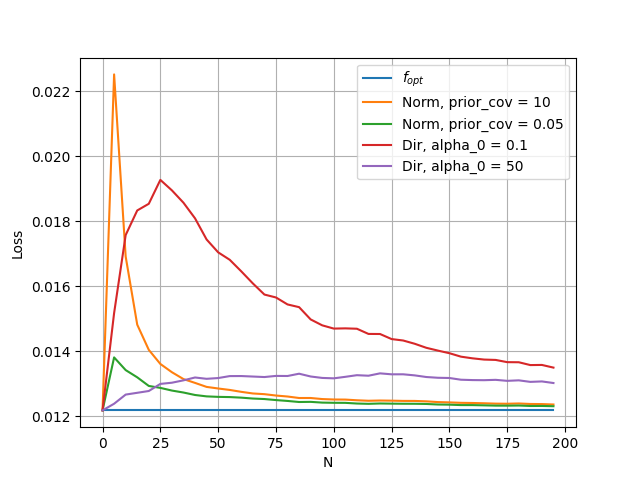 0.022
0.020
0.018
0.016
0.014
0.012
Loss
0
25
50
75
100
125
150
175
200
N
f_opt
Norm, prior_cov = 10
Norm, prior_cov = 0.05
Dir, alpha_0 = 0.1
Dir, alpha_0 = 50